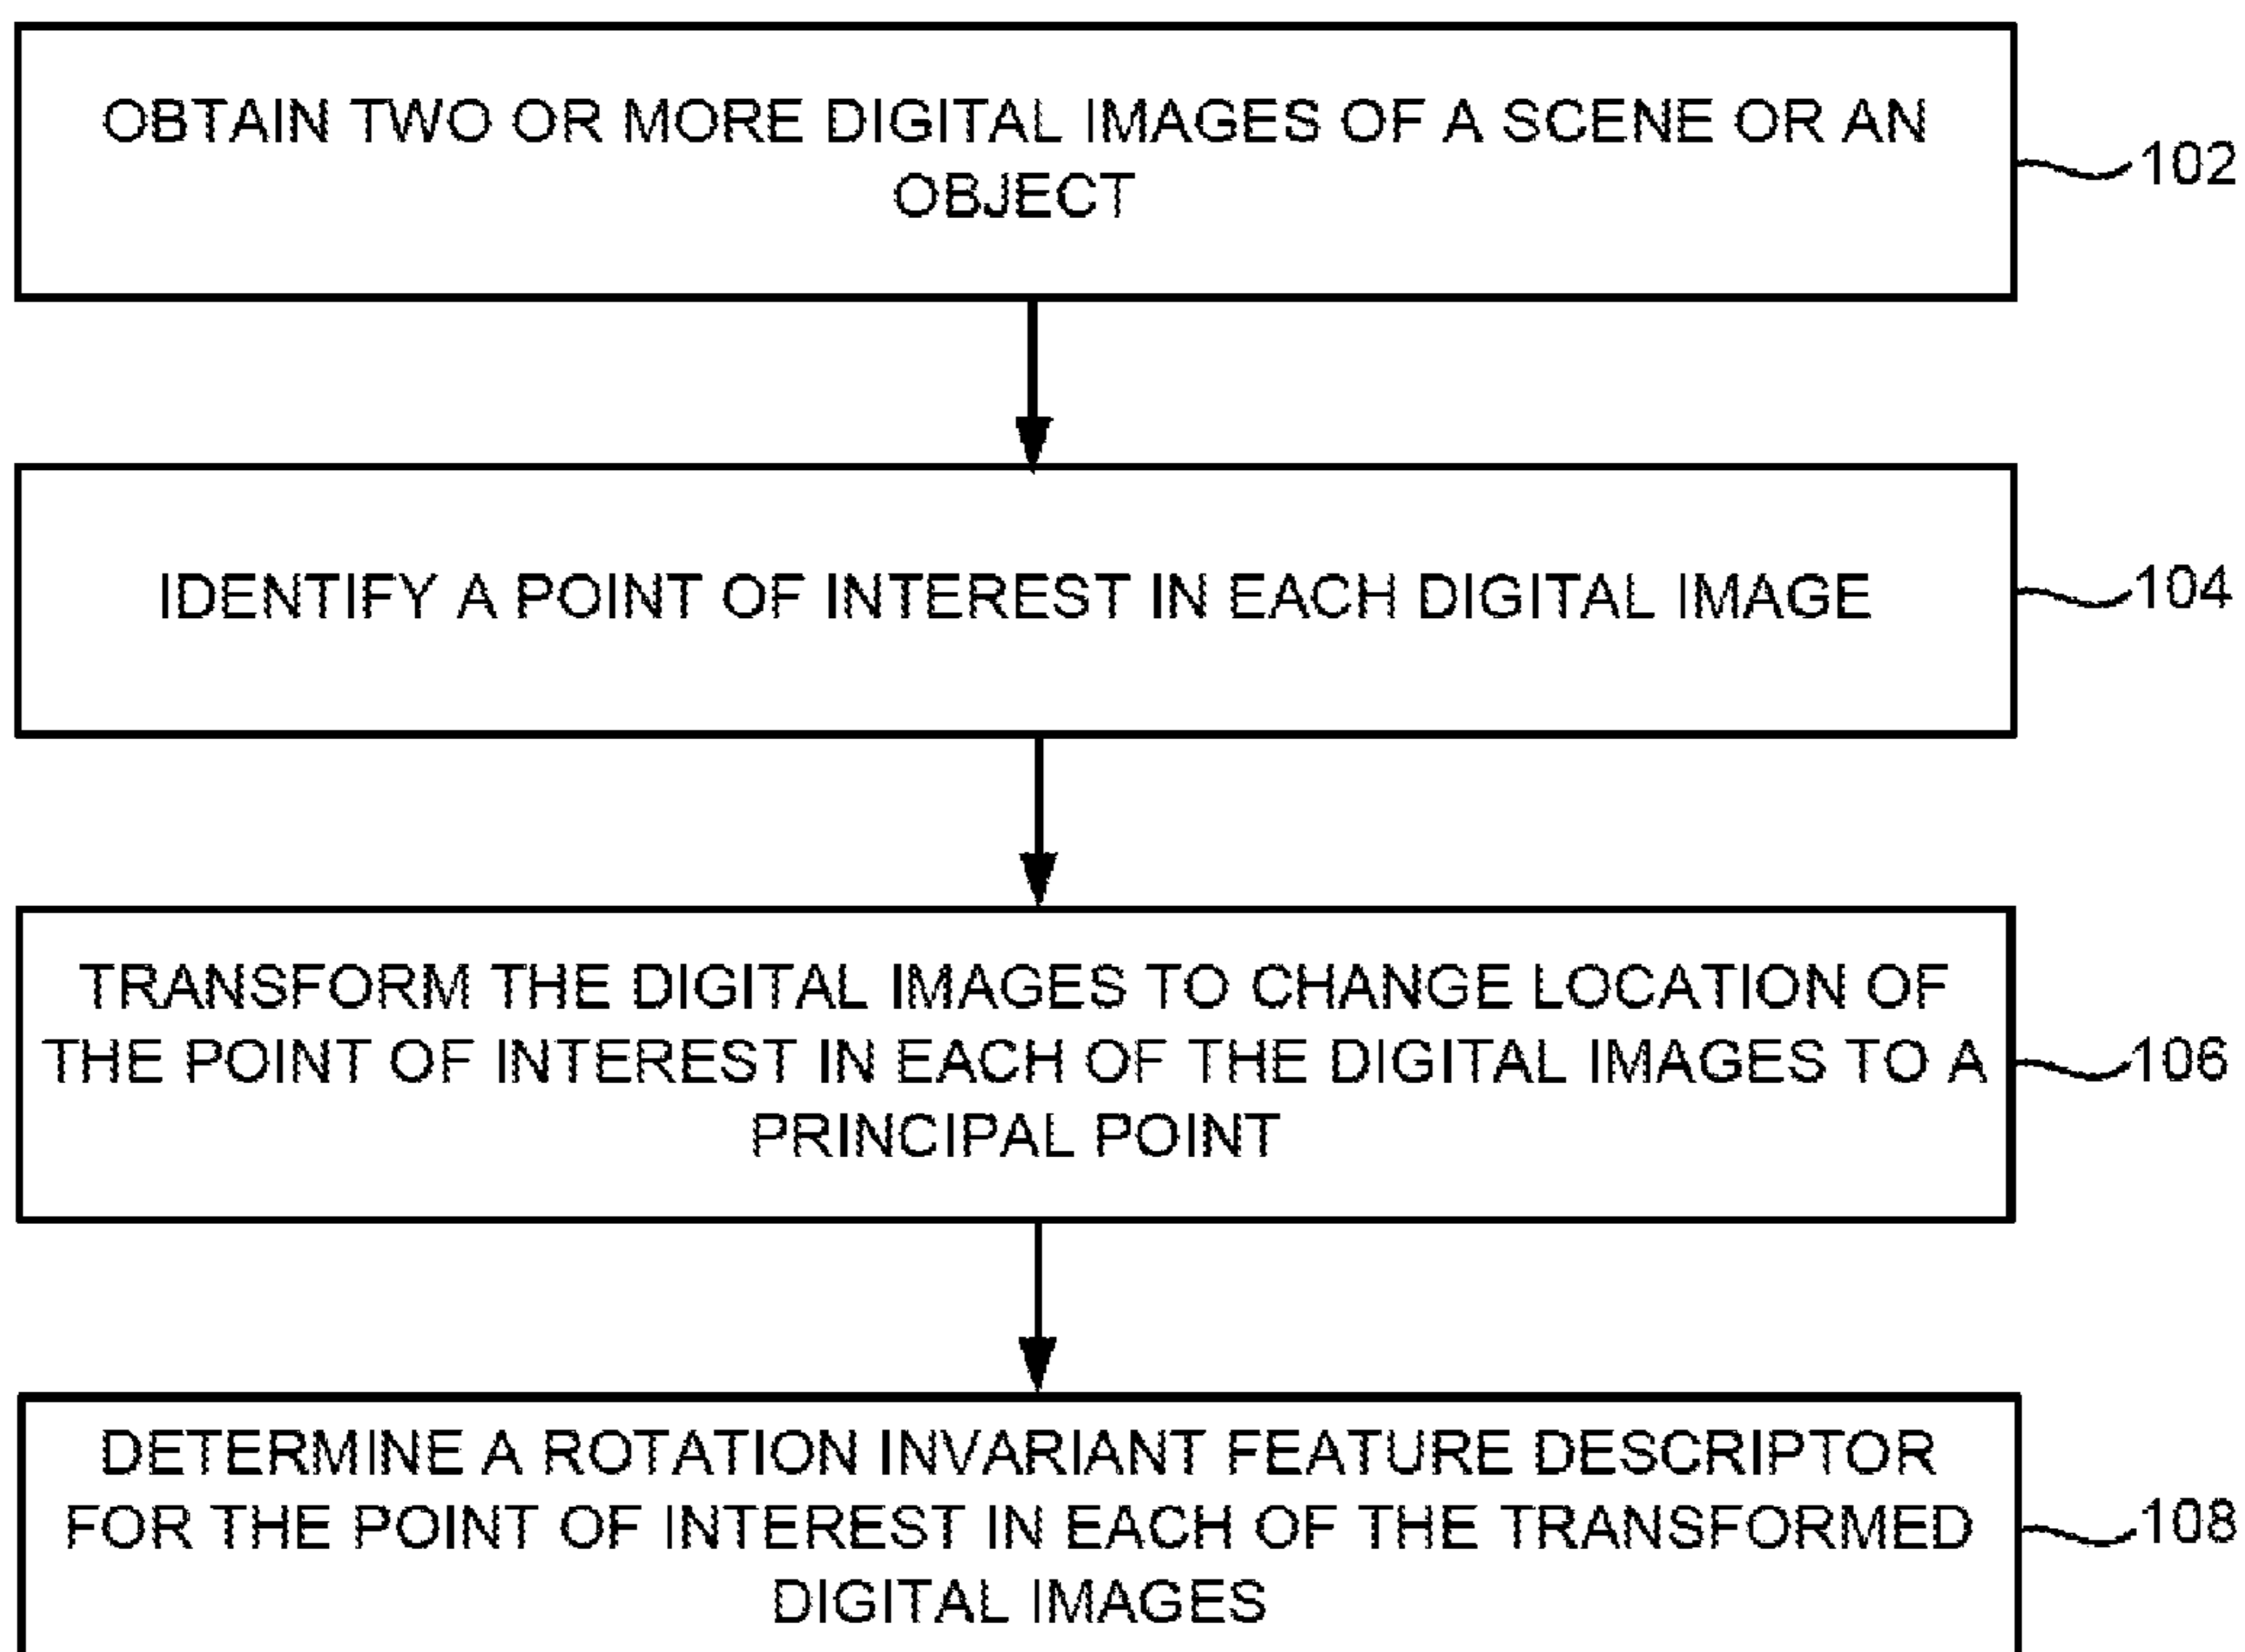 OBTAIN TWO OR MORE DIGITAL IMAGES OF A SCENE OR AN
OBJECT
102
IDENTIFY A POINT OF INTEREST IN EACH DIGITAL IMAGE
104
TRANSFORM THE DIGITAL IMAGES TO CHANGE LOCATION OF
THE POINT OF INTEREST IN EACH OF THE DIGITAL IMAGES TO A
PRINCIPAL POINT
106
DETERMINE A ROTATION INVARIANT FEATURE DESCRIPTOR
FOR THE POINT OF INTEREST IN EACH OF THE TRANSFORMED
DIGITAL IMAGES
108